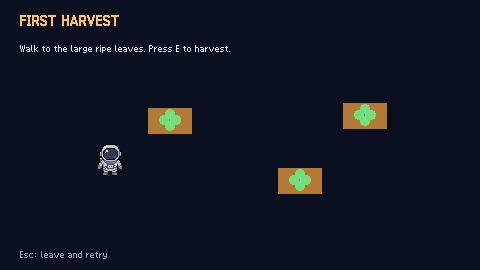 FIRST HARVEST
Walk to the large ripe leaves. Press E to harvest.
Esc: leave and retry